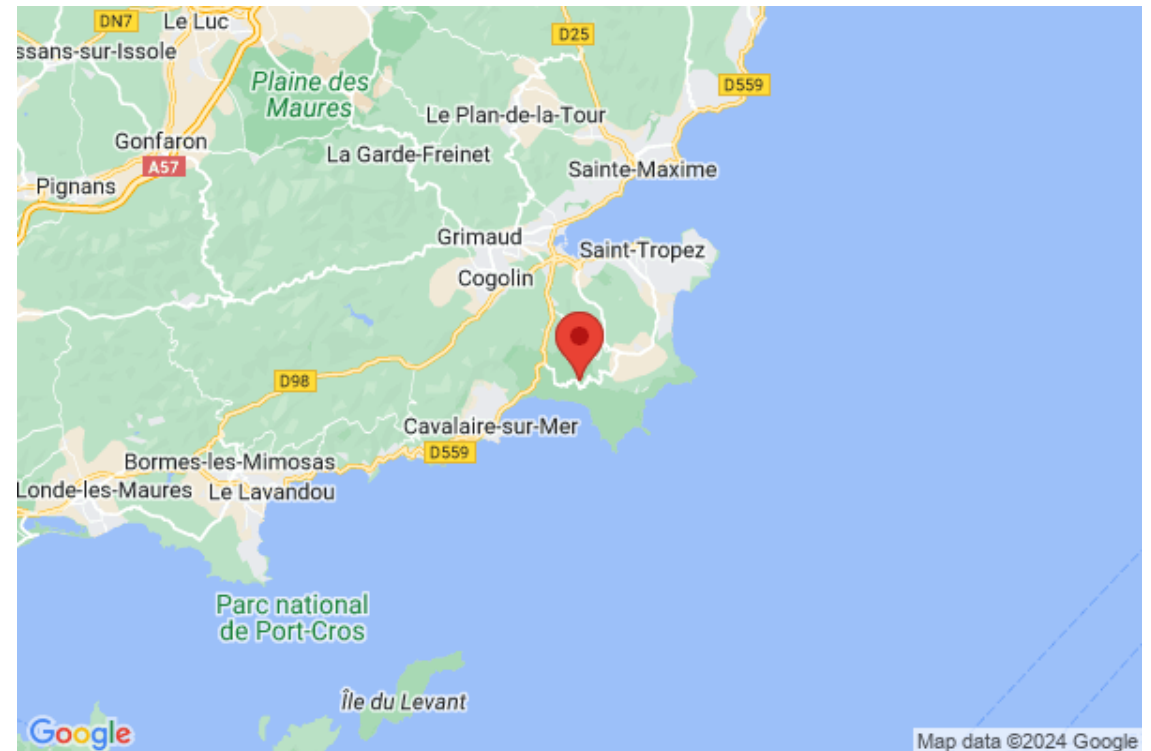 DN7
Le Luc
D25
ssans-sur-Issole
Plaine des
Maures
D559
Le Plan-de-la-Tour
Gonfaron
La Garde-Freinet
A57
Sainte-Maxime
Pignans
Grimaud
Saint-Tropez
Cogolin
D98
Cavalaire-sur-Mer
D559
Bormes-les-Mimosas
Londe-les-Maures
Le Lavandou
Parc national
de Port-Cros
Île du Levant
Google
Map data ©2024 Google